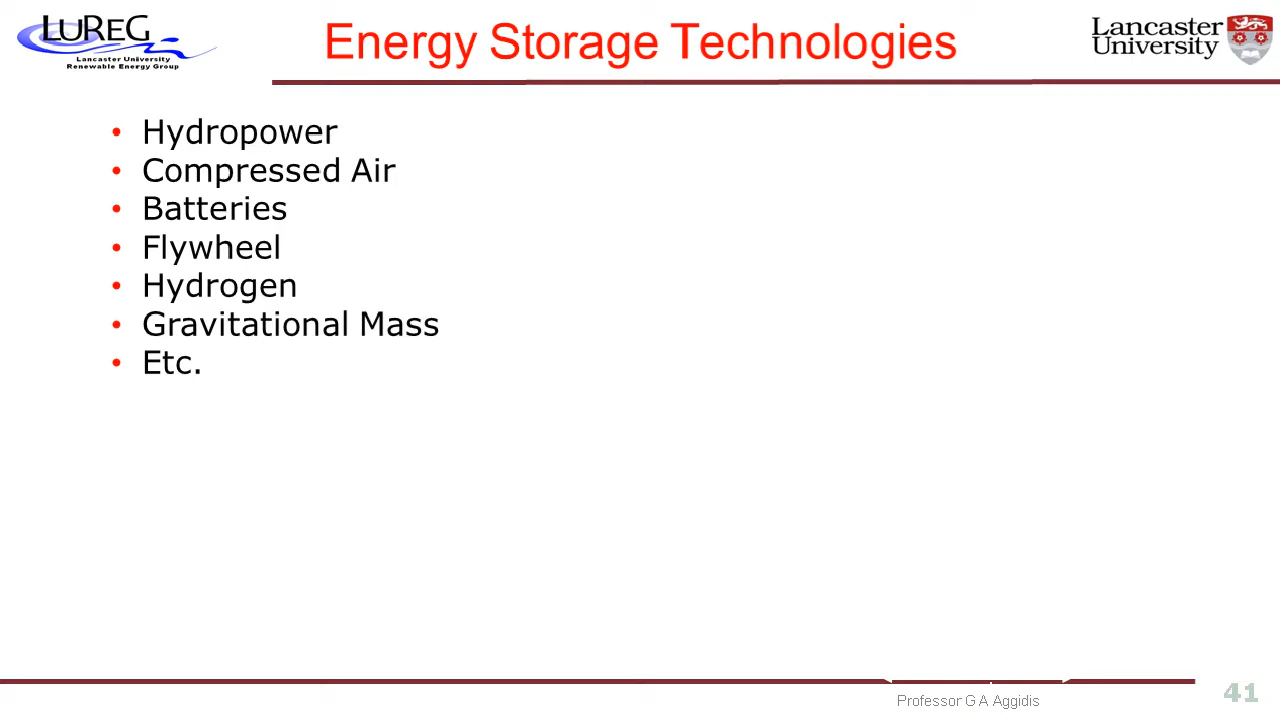 LUREG
Lancaster University
Renewable Energy Group
Energy Storage Technologies
Lancaster
University
• Hydropower
• Compressed Air
• Batteries
• Flywheel
• Hydrogen
• Gravitational Mass
• Etc.
Professor G A Aggidis
41